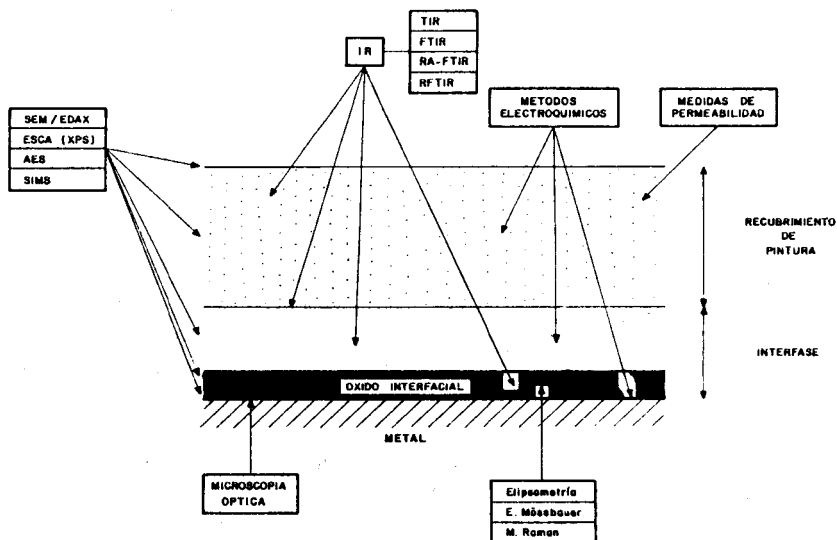 TIR
FTIR
IR
RA-FTIR
RFTIR
METODOS
ELECTROQUIMICOS
MEDIDAS DE
PERMEABILIDAD
SEM / EDAX
ESCA (XPS)
AES
SIMS
RECUBRIMIENTO
DE
PINTURA
INTERFASE
OXIDO INTERFACIAL
METAL
MICROSCOPIA
OPTICA
Elipsometría
E. Mössbauer
M. Raman